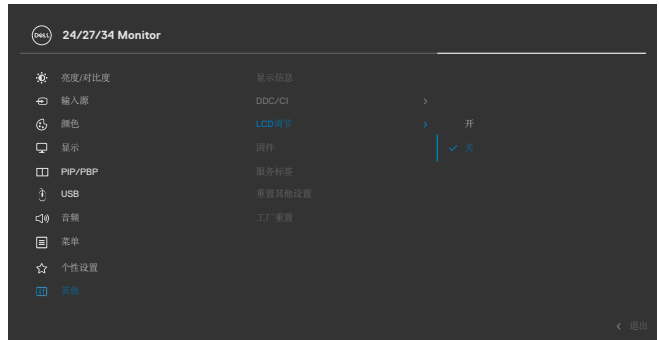 DELL 24/27/34 Monitor
亮度/对比度 显示信息
输入源 DDC/CI
颜色 LCD调节 开
显示 固件 关
PIP/PBP 服务标签
USB 重置其他设置
音频 工厂重置
菜单
个性设置
其他
退出